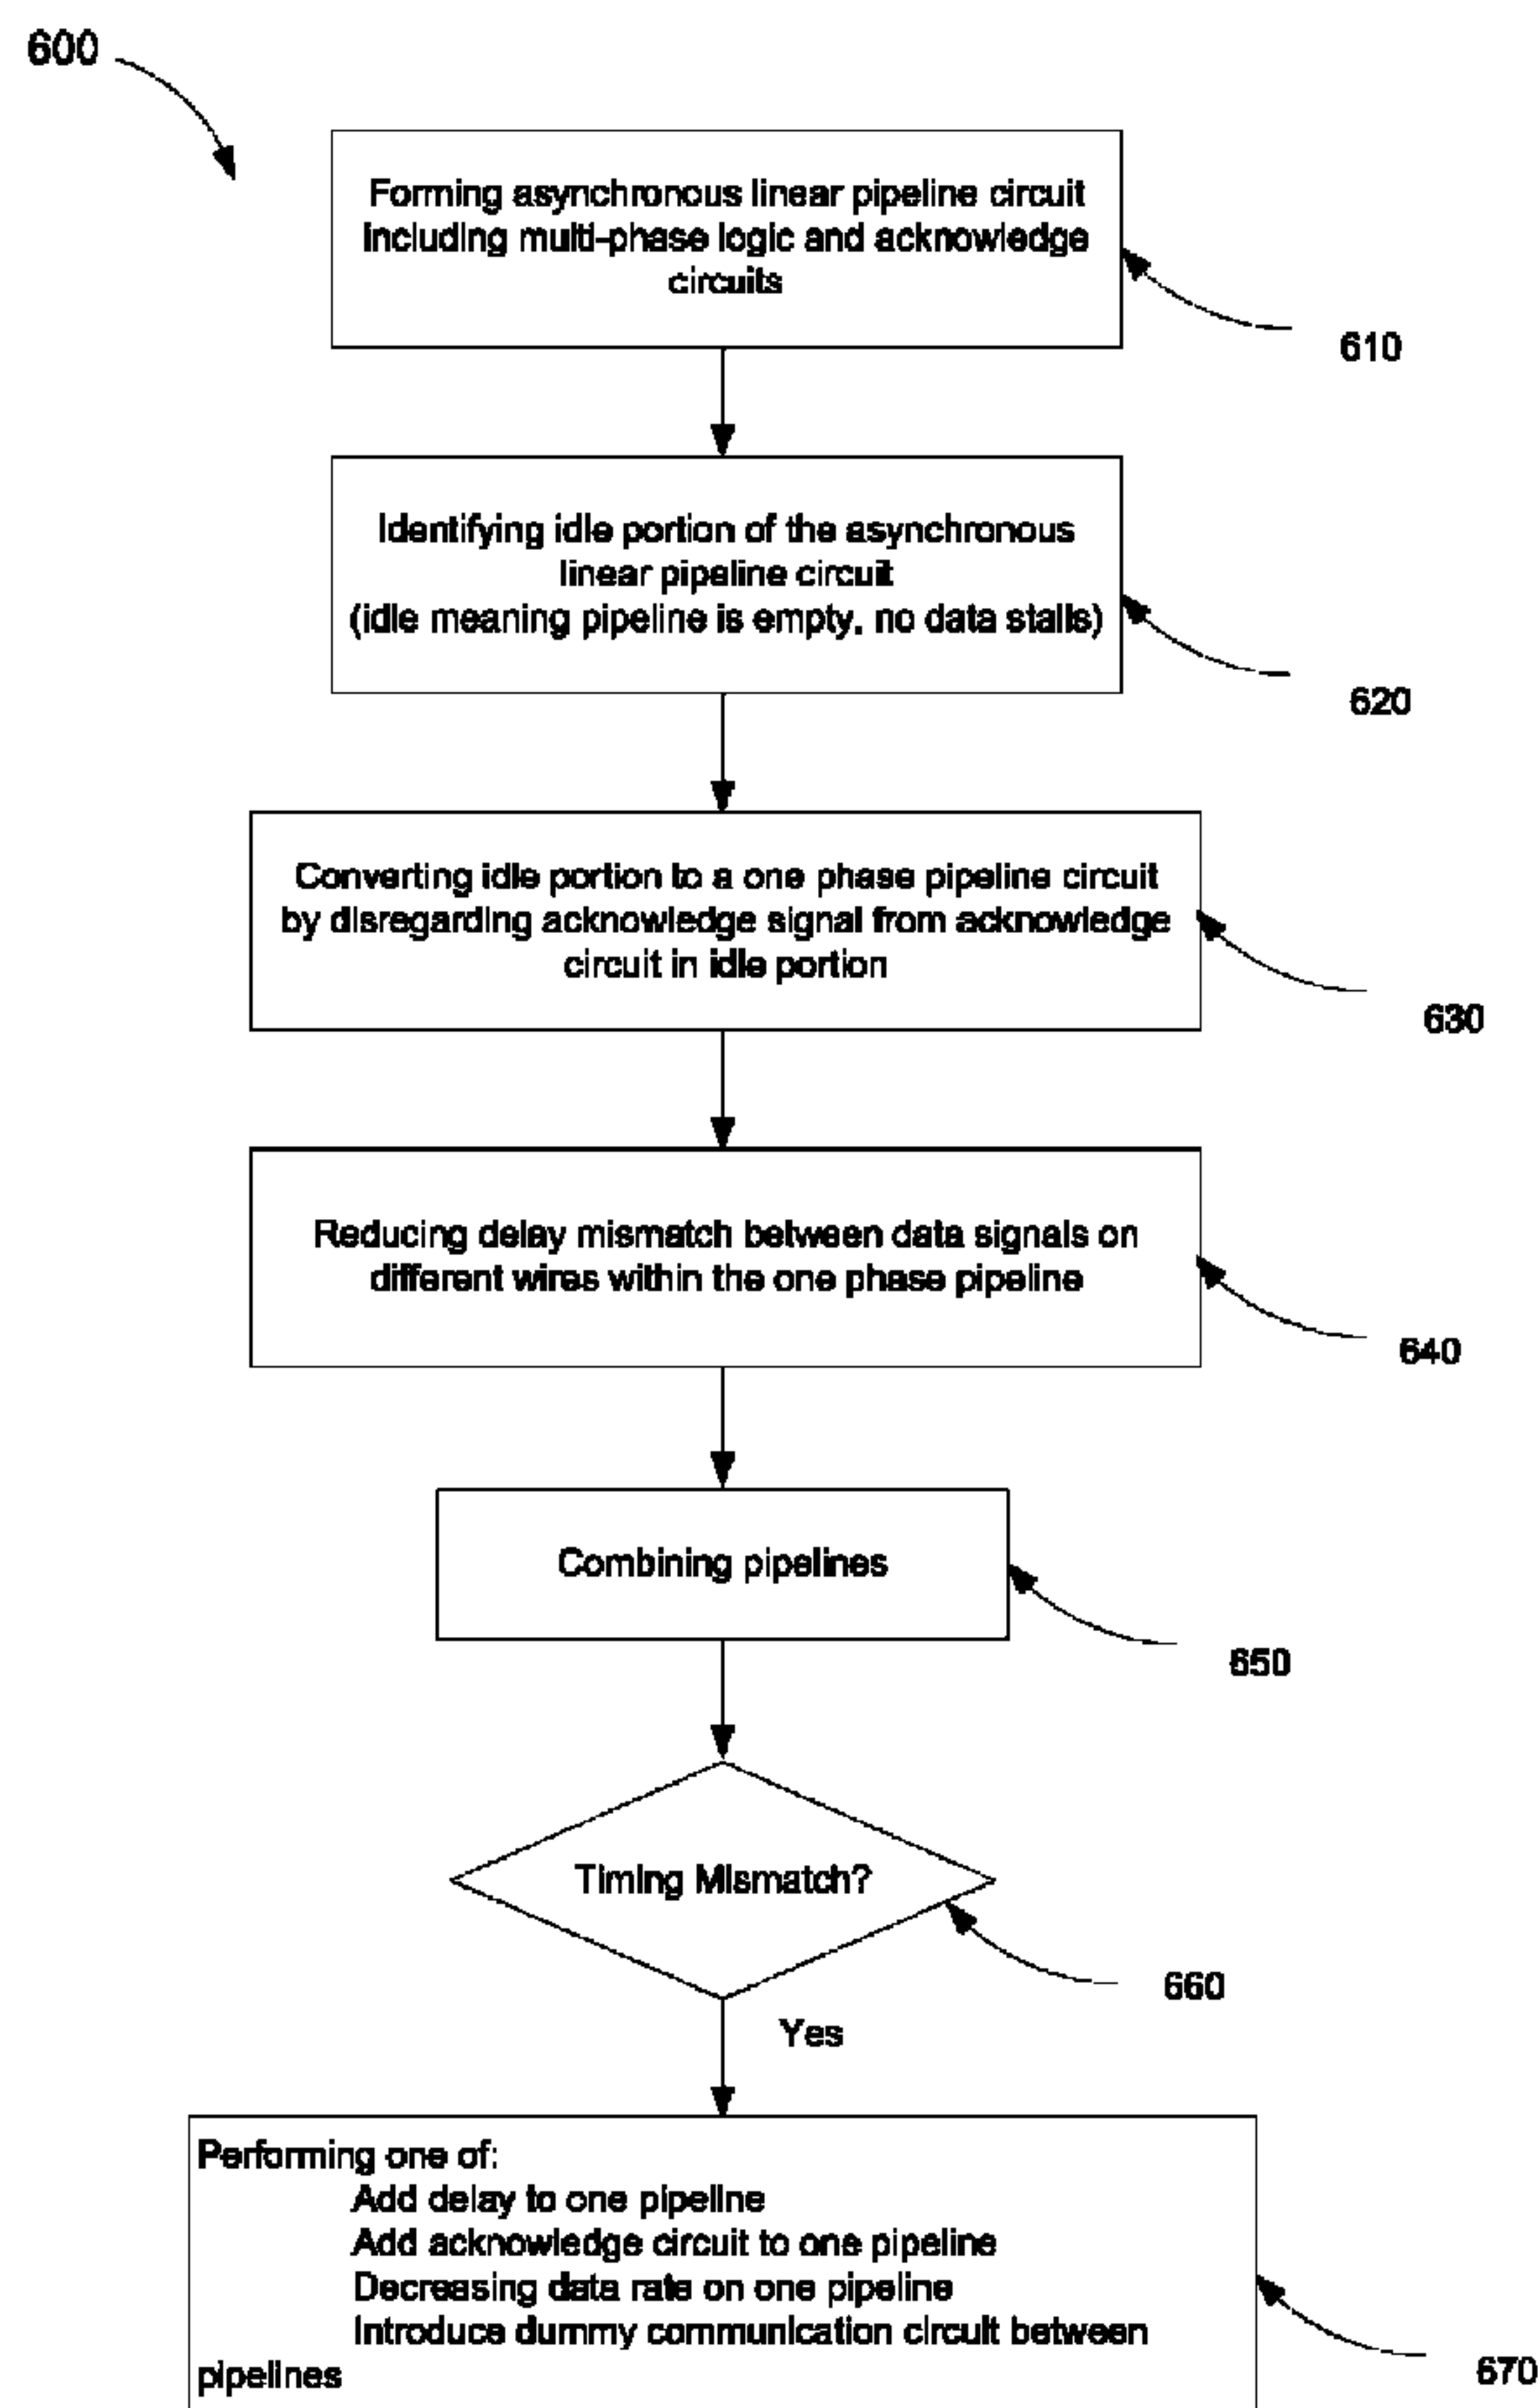 600
Forming asynchronous linear pipeline circuit
including multi-phase logic and acknowledge
circuits
610
Identifying idle portion of the asynchronous
linear pipeline circuit
(idle meaning pipeline is empty, no data stalls)
620
Converting idle portion to a one phase pipeline circuit
by disregarding acknowledge signal from acknowledge
circuit in idle portion
630
Reducing delay mismatch between data signals on
different wires within the one phase pipeline
640
Combining pipelines
650
Timing Mismatch?
660
Yes
Performing one of:
Add delay to one pipeline
Add acknowledge circuit to one pipeline
Decreasing data rate on one pipeline
Introduce dummy communication circuit between
pipelines
670